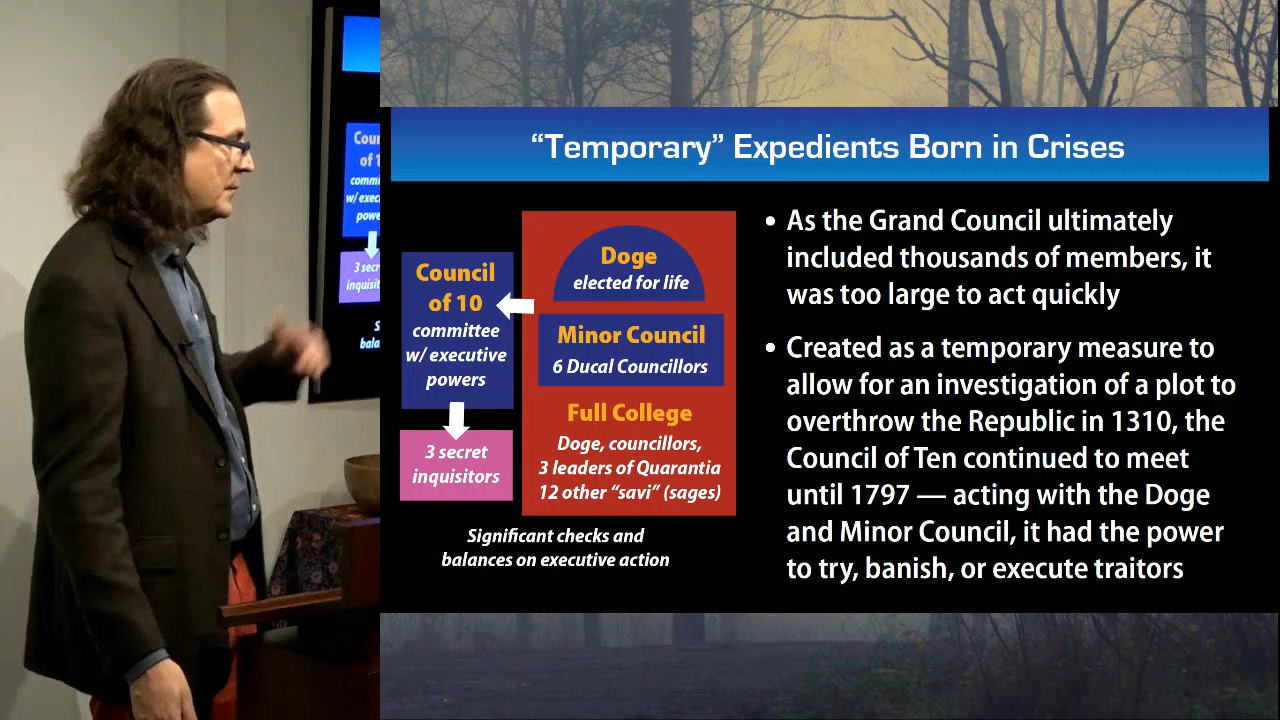 “Temporary” Expedients Born in Crises
Council
of 10
committee
w/ executive
powers
3 secret
inquisitors
Doge
elected for life
Minor Council
6 Ducal Councillors
Full College
Doge, councillors,
3 leaders of Quarantia
12 other “savi” (sages)
Significant checks and
balances on executive action
• As the Grand Council ultimately
included thousands of members, it
was too large to act quickly
• Created as a temporary measure to
allow for an investigation of a plot to
overthrow the Republic in 1310, the
Council of Ten continued to meet
until 1797 — acting with the Doge
and Minor Council, it had the power
to try, banish, or execute traitors